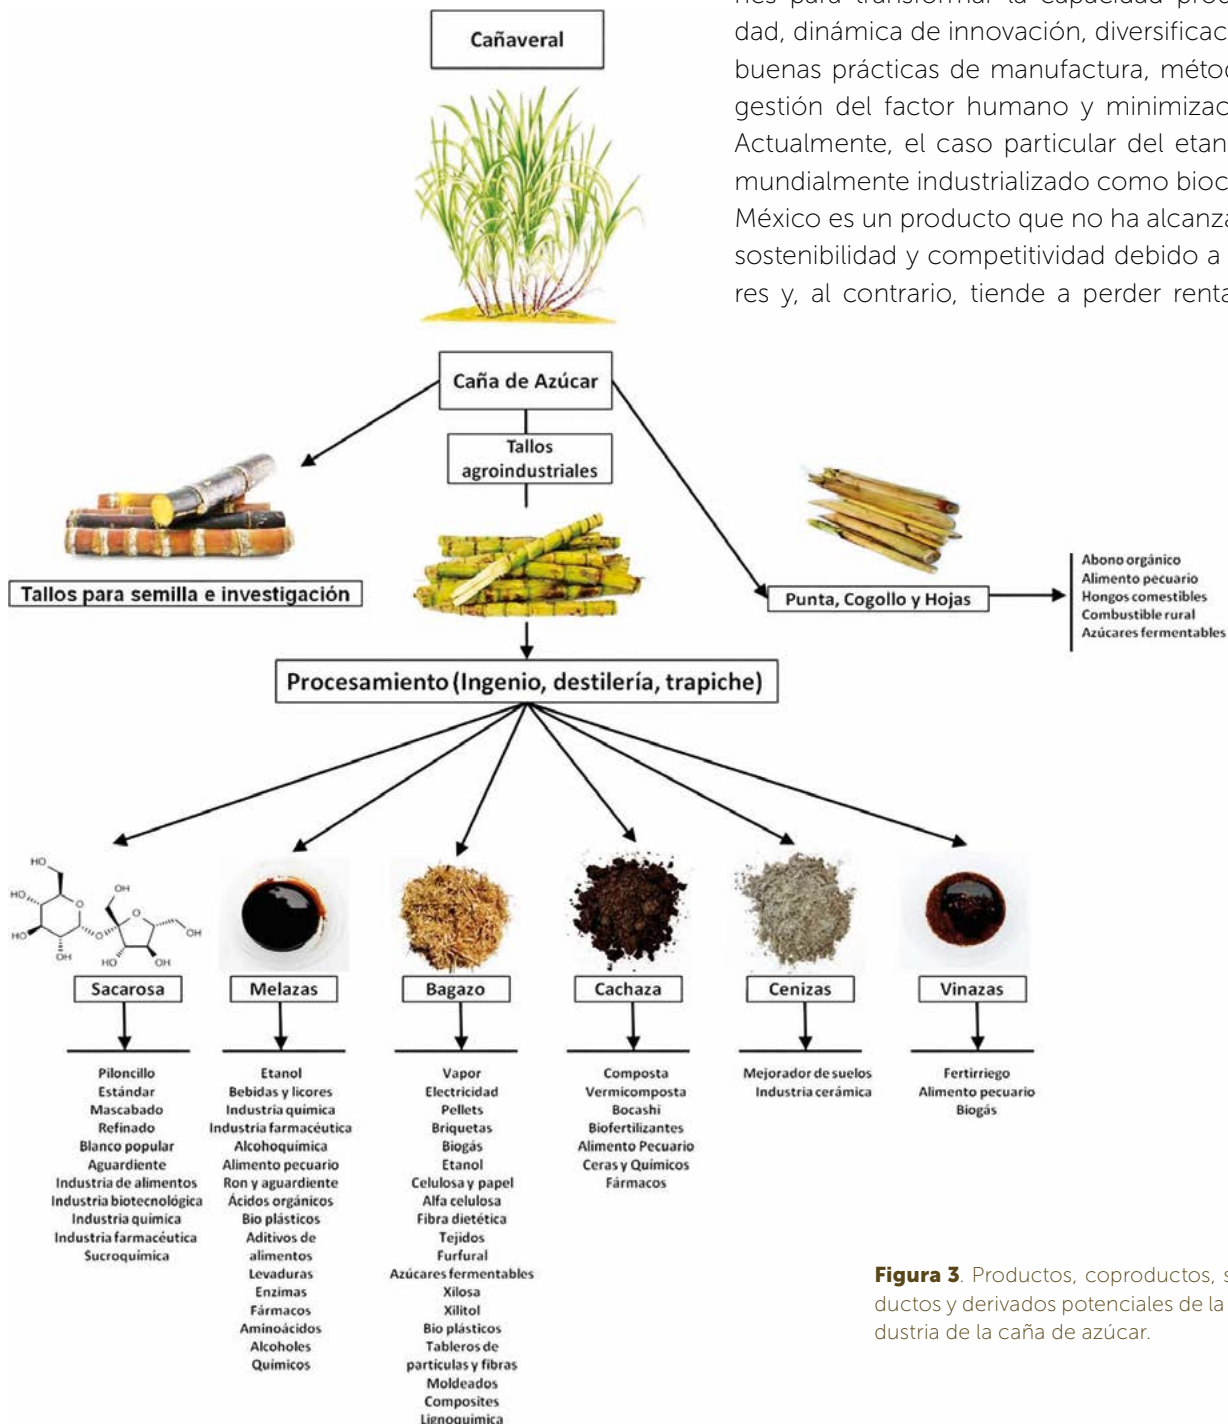 nes para transformar la capacidad prod
dad, dinámica de innovación, diversificac
buenas prácticas de manufactura, métod
gestión del factor humano y minimizac
Actualmente, el caso particular del etan
mundialmente industrializado como bioc
México es un producto que no ha alcanza
sostenibilidad y competitividad debido a
res y, al contrario, tiende a perder renta
Cañaveral
Caña de Azúcar
Tallos
agroindustriales
Tallos para semilla e investigación
Punta, Cogollo y Hojas
Abono orgánico
Alimento pecuario
Hongos comestibles
Combustible rural
Azúcares fermentables
Procesamiento (Ingenio, destilería, trapiche)
HO
HO
HO
OH
O
O
OH
O
HO
OH
OH
Sacarosa
Piloncillo
Estándar
Mascabado
Refinado
Blanco popular
Aguardiente
Industria de alimentos
Industria biotecnológica
Industria química
Industria farmacéutica
Sucroquímica
Melazas
Etanol
Bebidas y licores
Industria química
Industria farmacéutica
Alcohoquímica
Alimento pecuario
Ron y aguardiente
Ácidos orgánicos
Bio plásticos
Aditivos de
alimentos
Levaduras
Enzimas
Fármacos
Aminoácidos
Alcoholes
Químicos
Bagazo
Vapor
Electricidad
Pellets
Briquetas
Biogás
Etanol
Celulosa y papel
Alfa celulosa
Fibra dietética
Tejidos
Furfural
Azúcares fermentables
Xilosa
Xilitol
Bio plásticos
Tableros de
partículas y fibras
Moldeados
Composites
Lignoquímica
Cachaza
Composta
Vermicomposta
Bocashi
Biofertilizantes
Alimento Pecuario
Ceras y Químicos
Fármacos
Cenizas
Mejorador de suelos
Industria cerámica
Vinazas
Fertirriego
Alimento pecuario
Biogás
Figura 3. Productos, coproductos, s
ductos y derivados potenciales de la
dustria de la caña de azúcar.